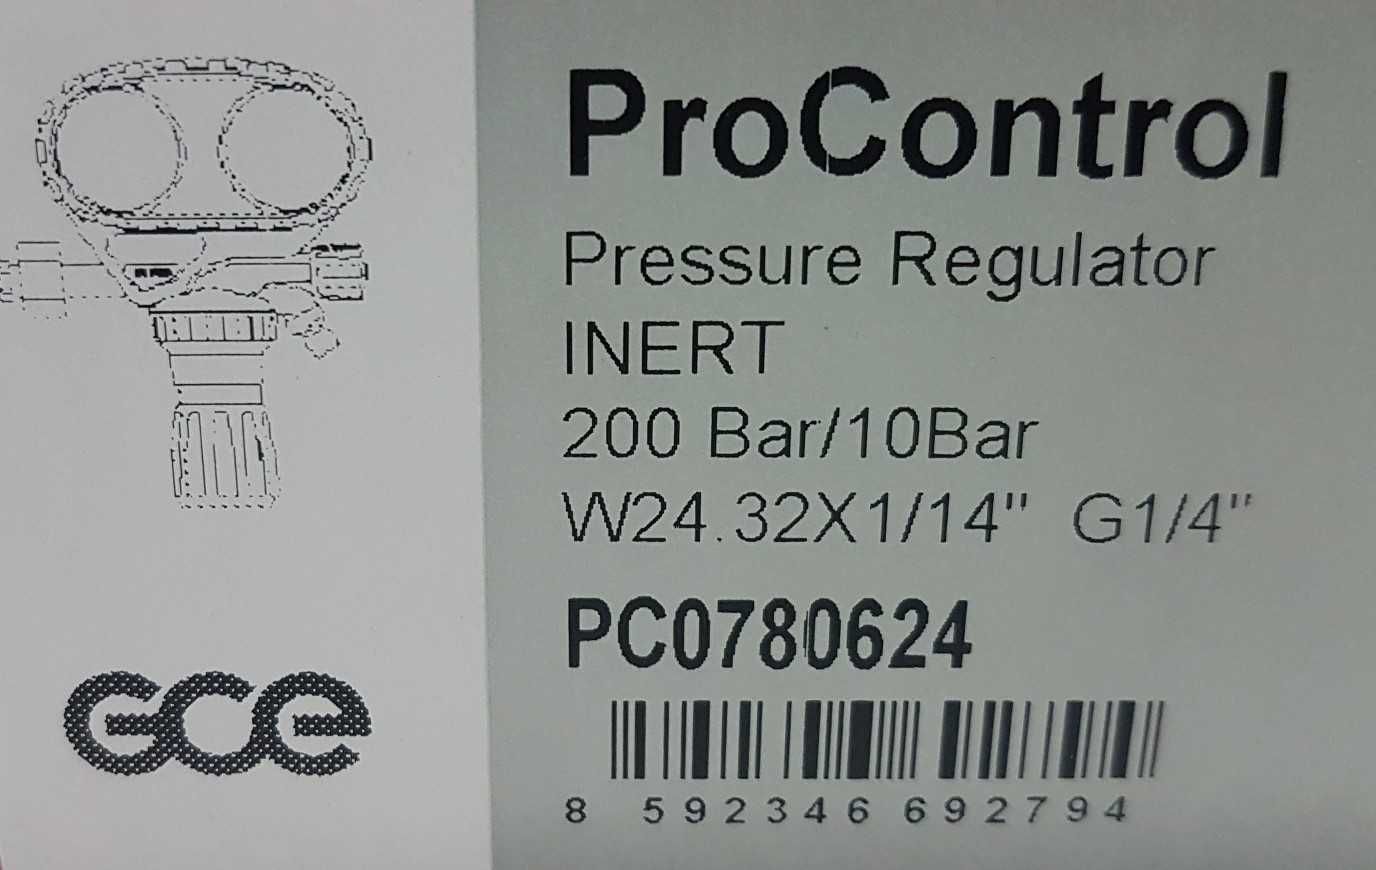 ProControl
Pressure Regulator
INERT
200 Bar/10Bar
W24.32X1/14" G1/4"
PC0780624
8 592346 692794
GCE